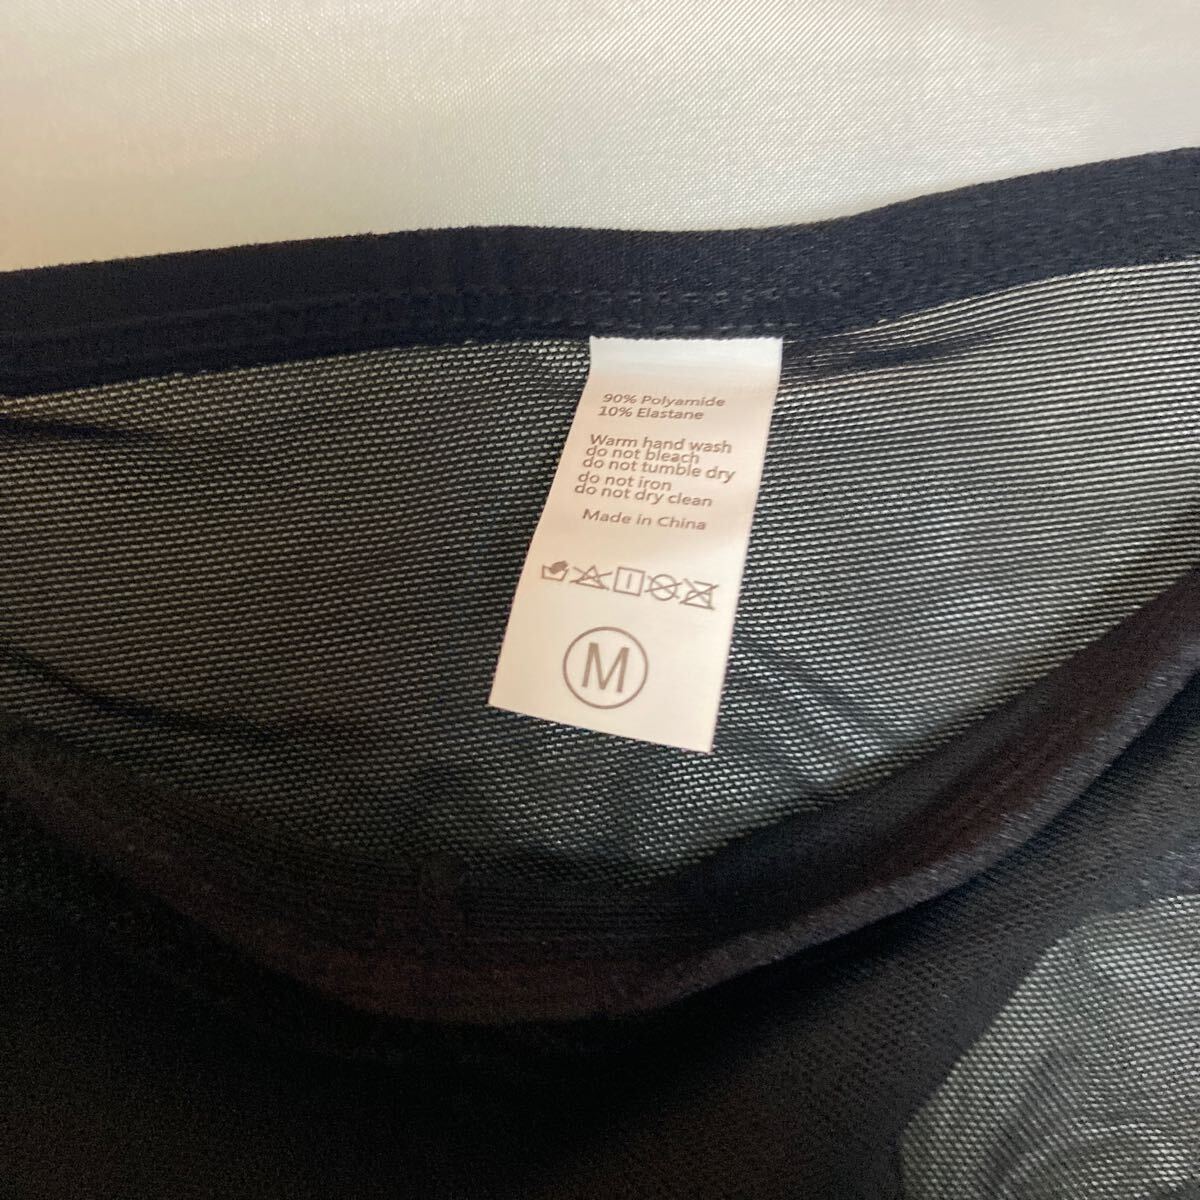 90% Polyamide
10% Elastane
Warm hand wash
do not bleach
do not tumble dry
do not iron
do not dry clean
Made in China
M